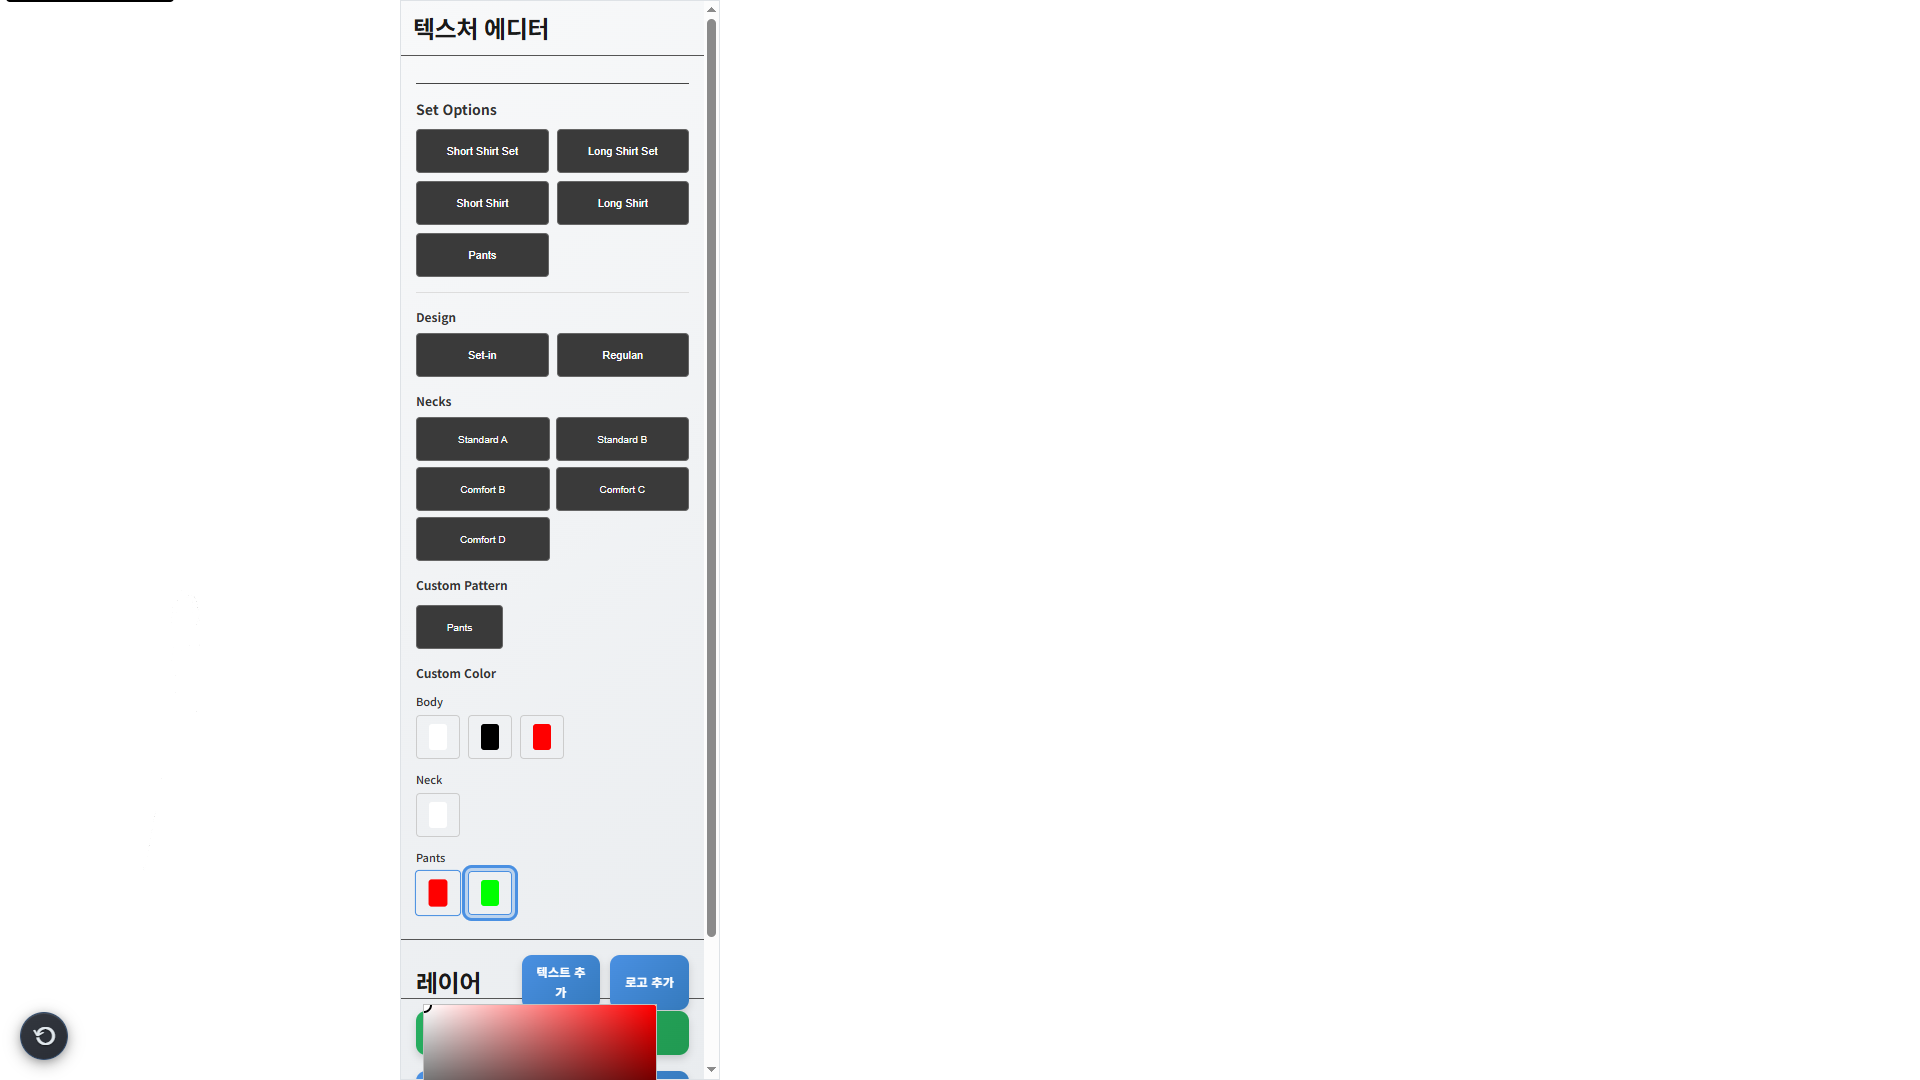 텍스처 에디터
Set Options
Short Shirt Set
Long Shirt Set
Short Shirt
Long Shirt
Pants
Design
Set-in
Regulan
Necks
Standard A
Standard B
Comfort B
Comfort C
Comfort D
Custom Pattern
Pants
Custom Color
Body
Neck
Pants
레이어
텍스트 추
가
로고 추가